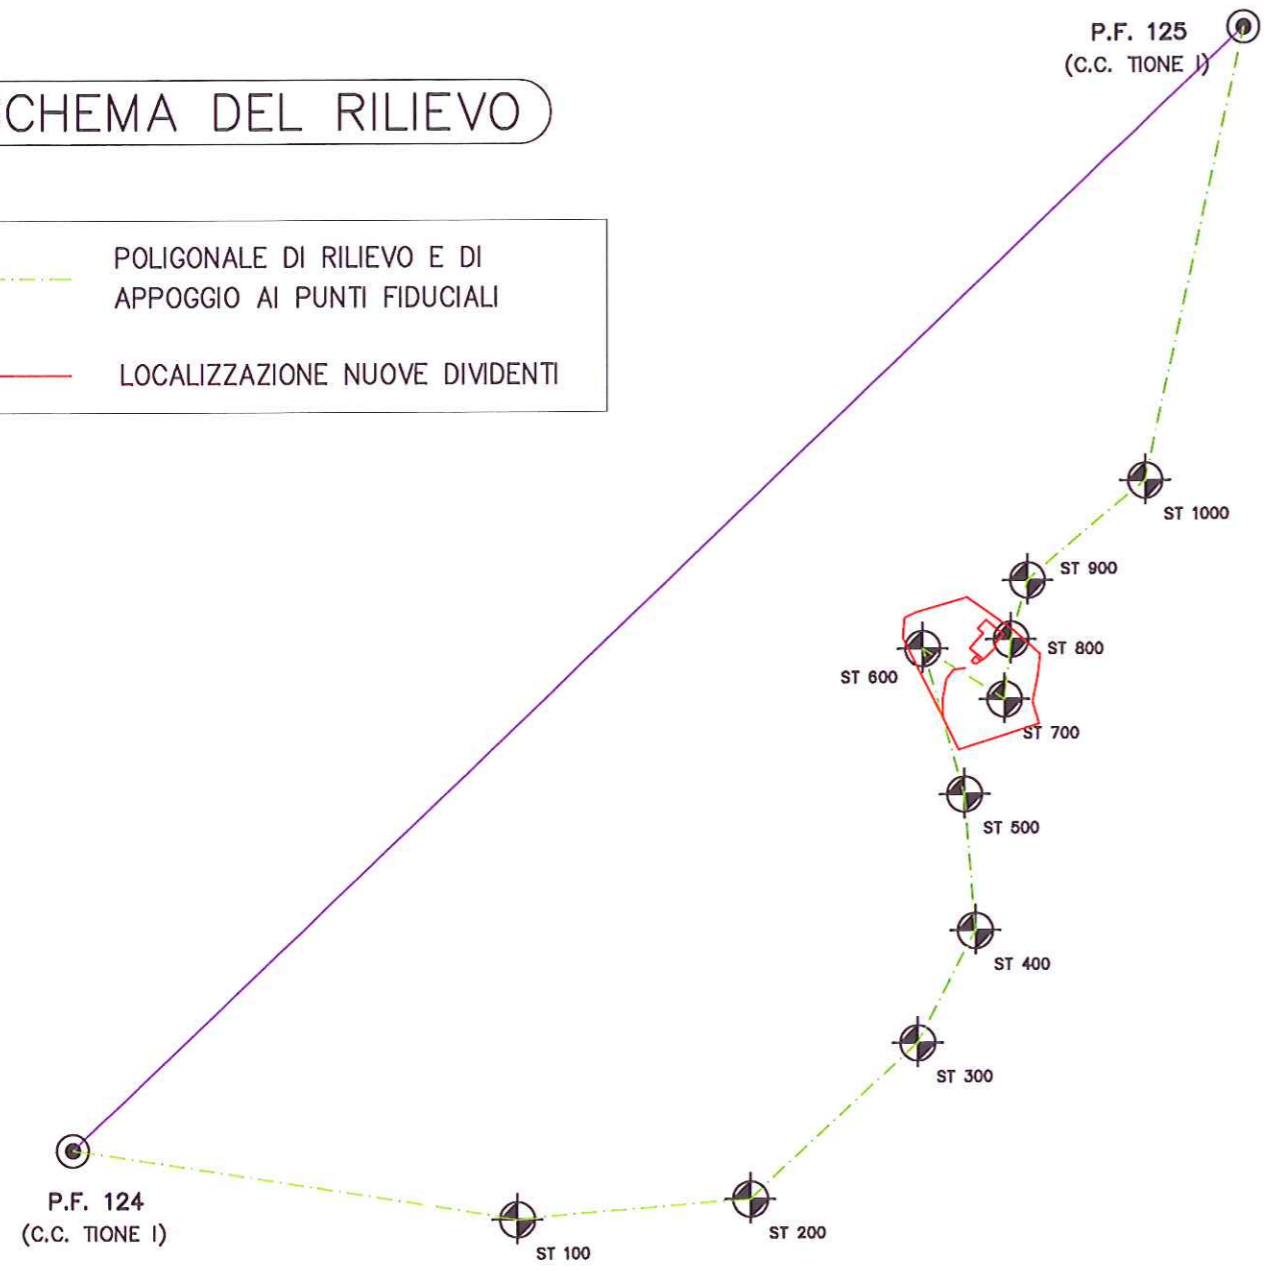 P.F. 125
(C.C. TIONE I)
CHEMA DEL RILIEVO
POLIGONALE DI RILIEVO E DI
APPOGGIO AI PUNTI FIDUCIALI
LOCALIZZAZIONE NUOVE DIVIDENTI
ST 1000
ST 900
ST 800
ST 600
ST 700
ST 500
ST 400
ST 300
P.F. 124
(C.C. TIONE I)
ST 200
ST 100